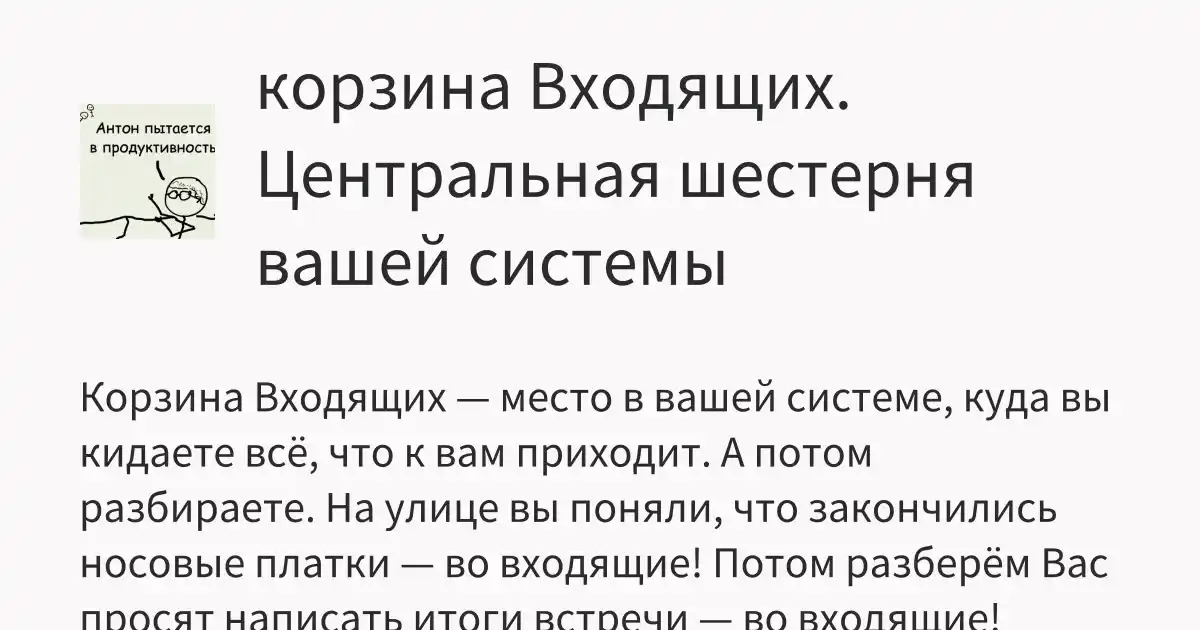 корзина Входящих.
Центральная шестерня
вашей системы
Антон пытается
в продуктивность
Корзина Входящих — место в вашей системе, куда вы
кидаете всё, что к вам приходит. А потом
разбираете. На улице вы поняли, что закончились
носовые платки — во входящие! Потом разберём Вас
просят написать итоги встречи — во входящие!